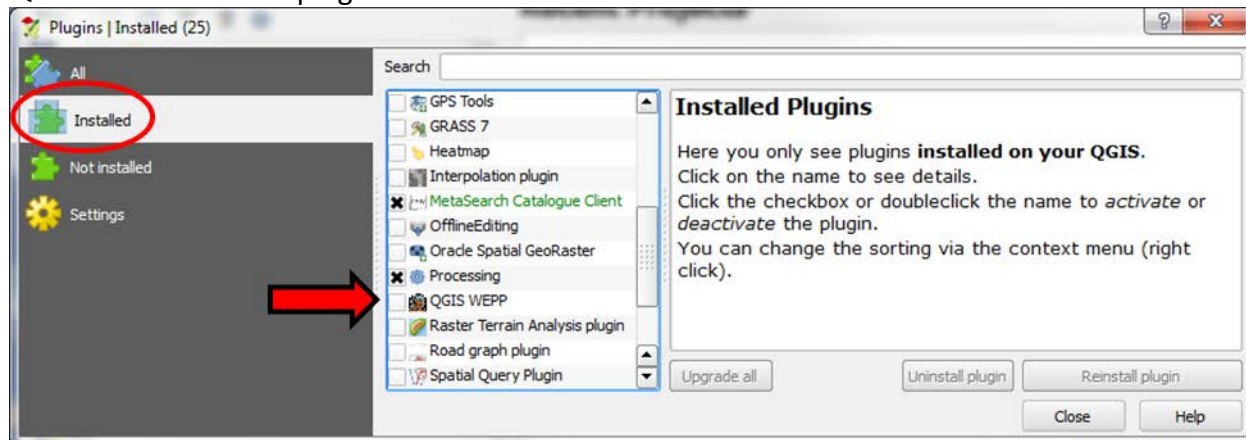 Plugins | Installed (25)
All
Installed
Not installed
Settings
Search
GPS Tools
GRASS 7
Heatmap
Interpolation plugin
MetaSearch Catalogue Client
OfflineEditing
Oracle Spatial GeoRaster
Processing
QGIS WEPP
Raster Terrain Analysis plugin
Road graph plugin
Spatial Query Plugin
Installed Plugins
Here you only see plugins installed on your QGIS.
Click on the name to see details.
Click the checkbox or doubleclick the name to activate or
deactivate the plugin.
You can change the sorting via the context menu (right
click).
Upgrade all
Uninstall plugin
Reinstall plugin
Close
Help